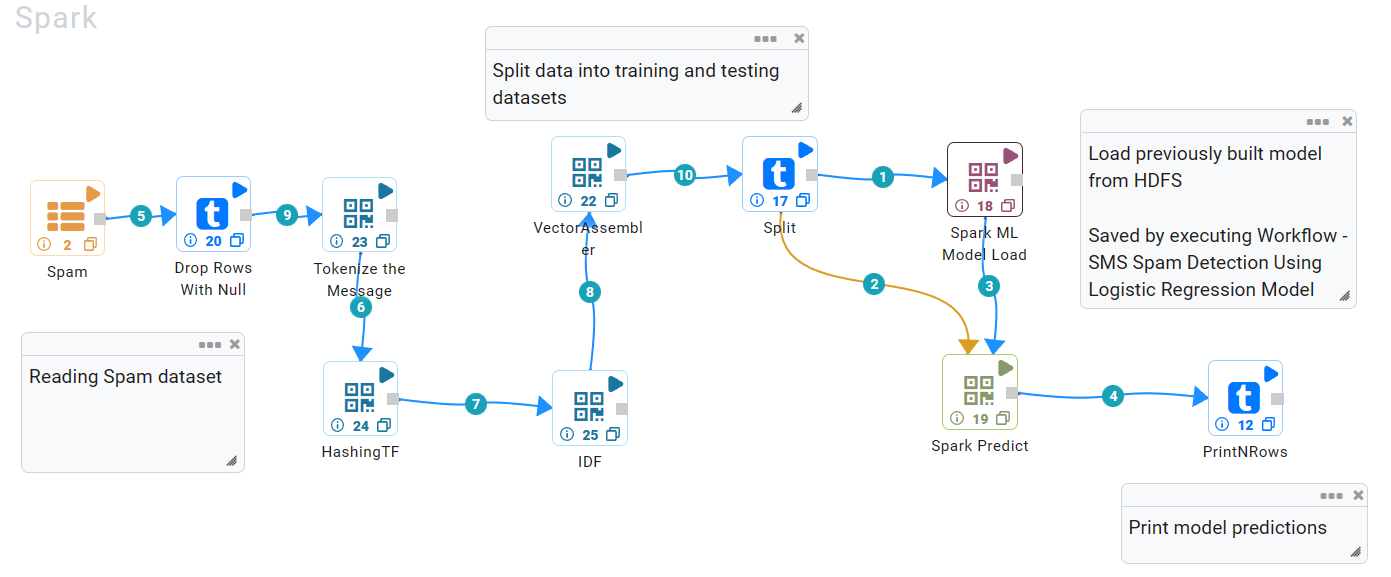 Spark
Split data into training and testing
datasets
Load previously built model
from HDFS
Saved by executing Workflow -
SMS Spam Detection Using
Logistic Regression Model
5
9
10
1
2
Spam
20
Drop Rows
With Null
23
Tokenize the
Message
22
VectorAssembl
er
17
Split
18
Spark ML
Model Load
6
8
2
3
Reading Spam dataset
24
HashingTF
7
25
IDF
19
Spark Predict
4
12
PrintNRows
Print model predictions